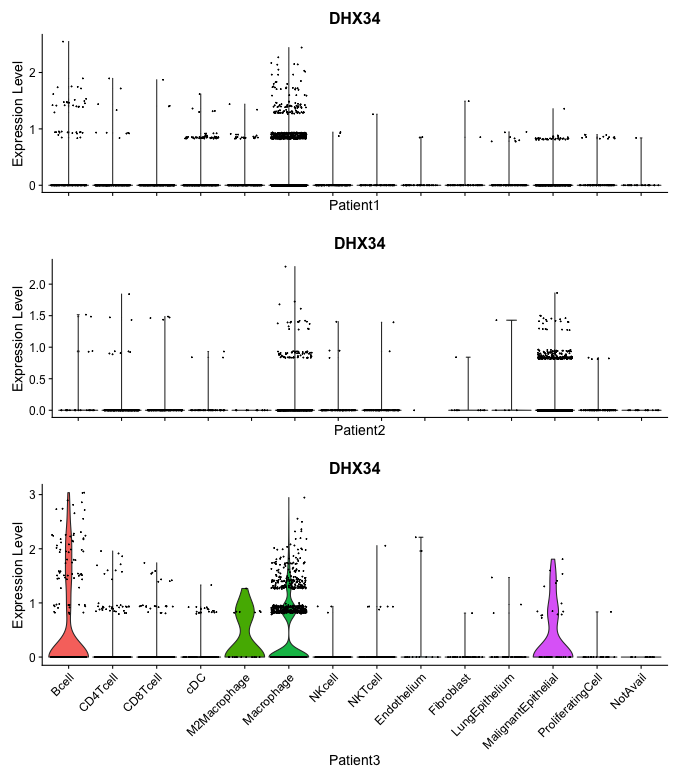 DHX34
Expression Level
2
1
0
Patient1
DHX34
Expression Level
2.0
1.5
1.0
0.5
0.0
Patient2
DHX34
Expression Level
3
2
1
0
Bcell
CD4Tcell
CD8Tcell
cDC
M2Macrophage
Macrophage
NKcell
NKTcell
Endothelium
Fibroblast
LungEpithelium
MalignantEpithelial
ProliferatingCell
NotAvail
Patient3